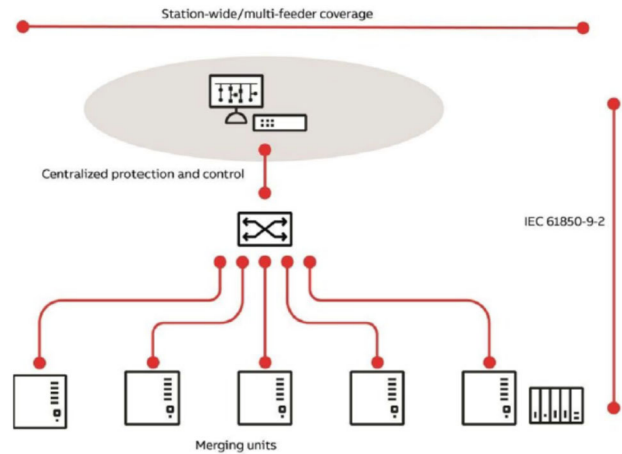 Station-wide/multi-feeder coverage
Centralized protection and control
IEC 61850-9-2
Merging units